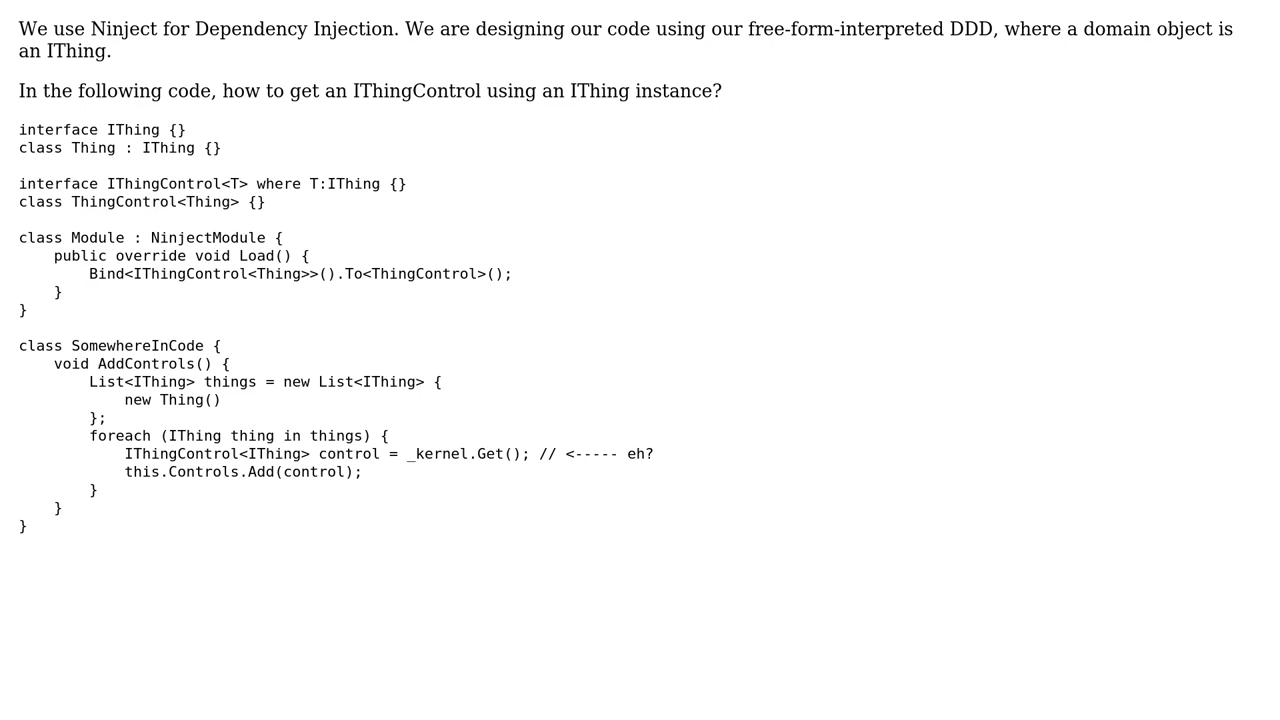 We use Ninject for Dependency Injection. We are designing our code using our free-form-interpreted DDD, where a domain object is
an IThing.
In the following code, how to get an IThingControl using an IThing instance?
interface IThing {}
class Thing : IThing {}
interface IThingControl<T> where T:IThing {}
class ThingControl<Thing> {}
class Module : NinjectModule {
    public override void Load() {
        Bind<IThingControl<Thing>>().To<ThingControl>();
    }
}
class SomewhereInCode {
    void AddControls() {
        List<IThing> things = new List<IThing> {
            new Thing()
        };
        foreach (IThing thing in things) {
            IThingControl<IThing> control = _kernel.Get(); // <----- eh?
            this.Controls.Add(control);
        }
    }
}